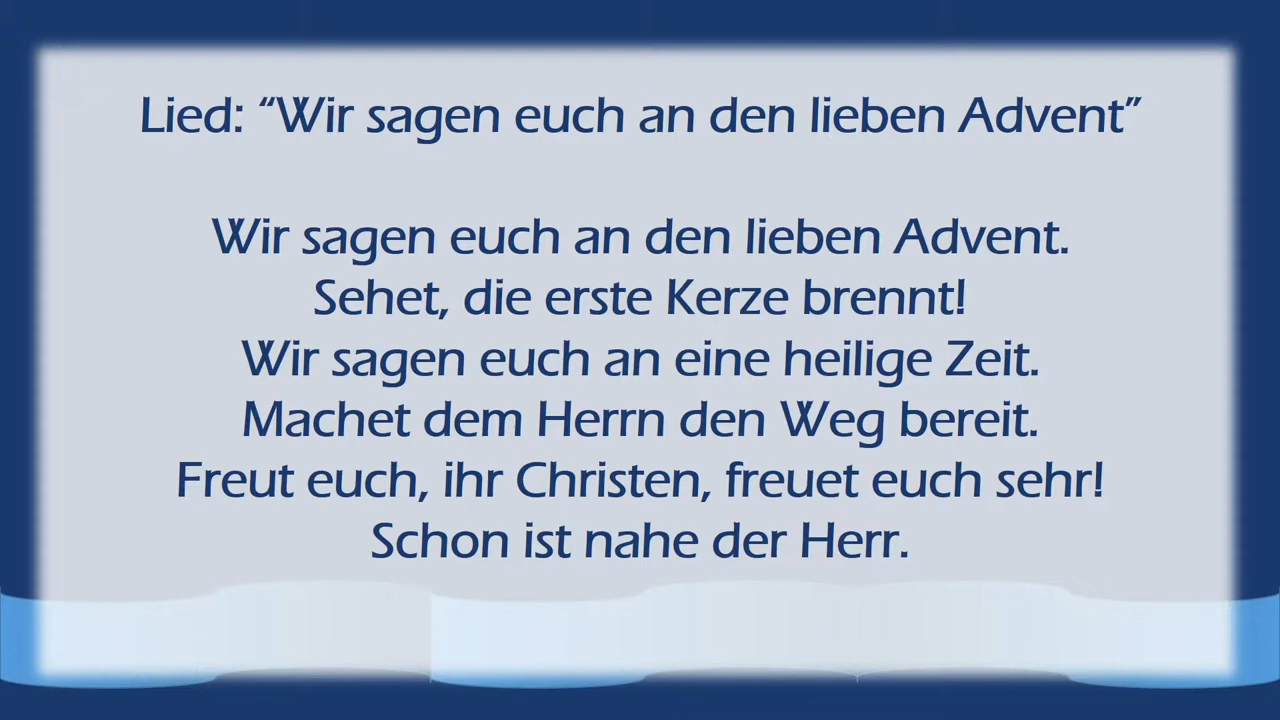 Lied: “Wir sagen euch an den lieben Advent”
Wir sagen euch an den lieben Advent.
Sehet, die erste Kerze brennt!
Wir sagen euch an eine heilige Zeit.
Machet dem Herrn den Weg bereit.
Freut euch, ihr Christen, freuet euch sehr!
Schon ist nahe der Herr.